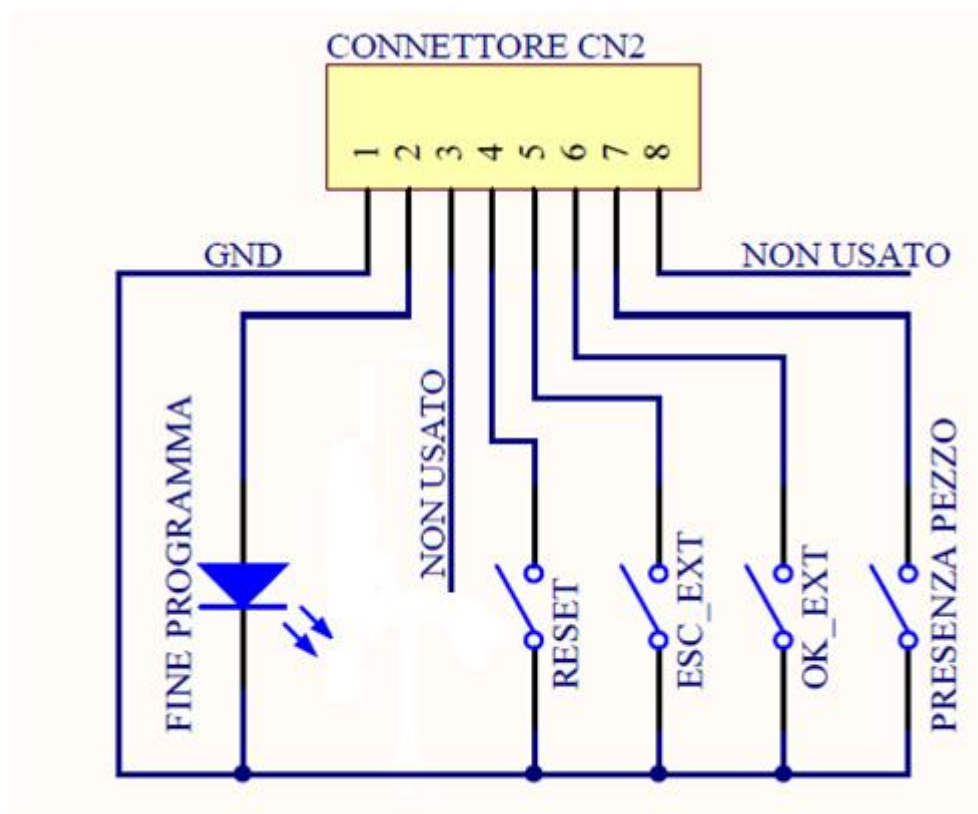 CONNETTORE CN2
1 2 3 4 5 6 7 8
GND
NON USATO
FINE PROGRAMMA
NON USATO
RESET
ESC_EXT
OK_EXT
PRESENZA PEZZO